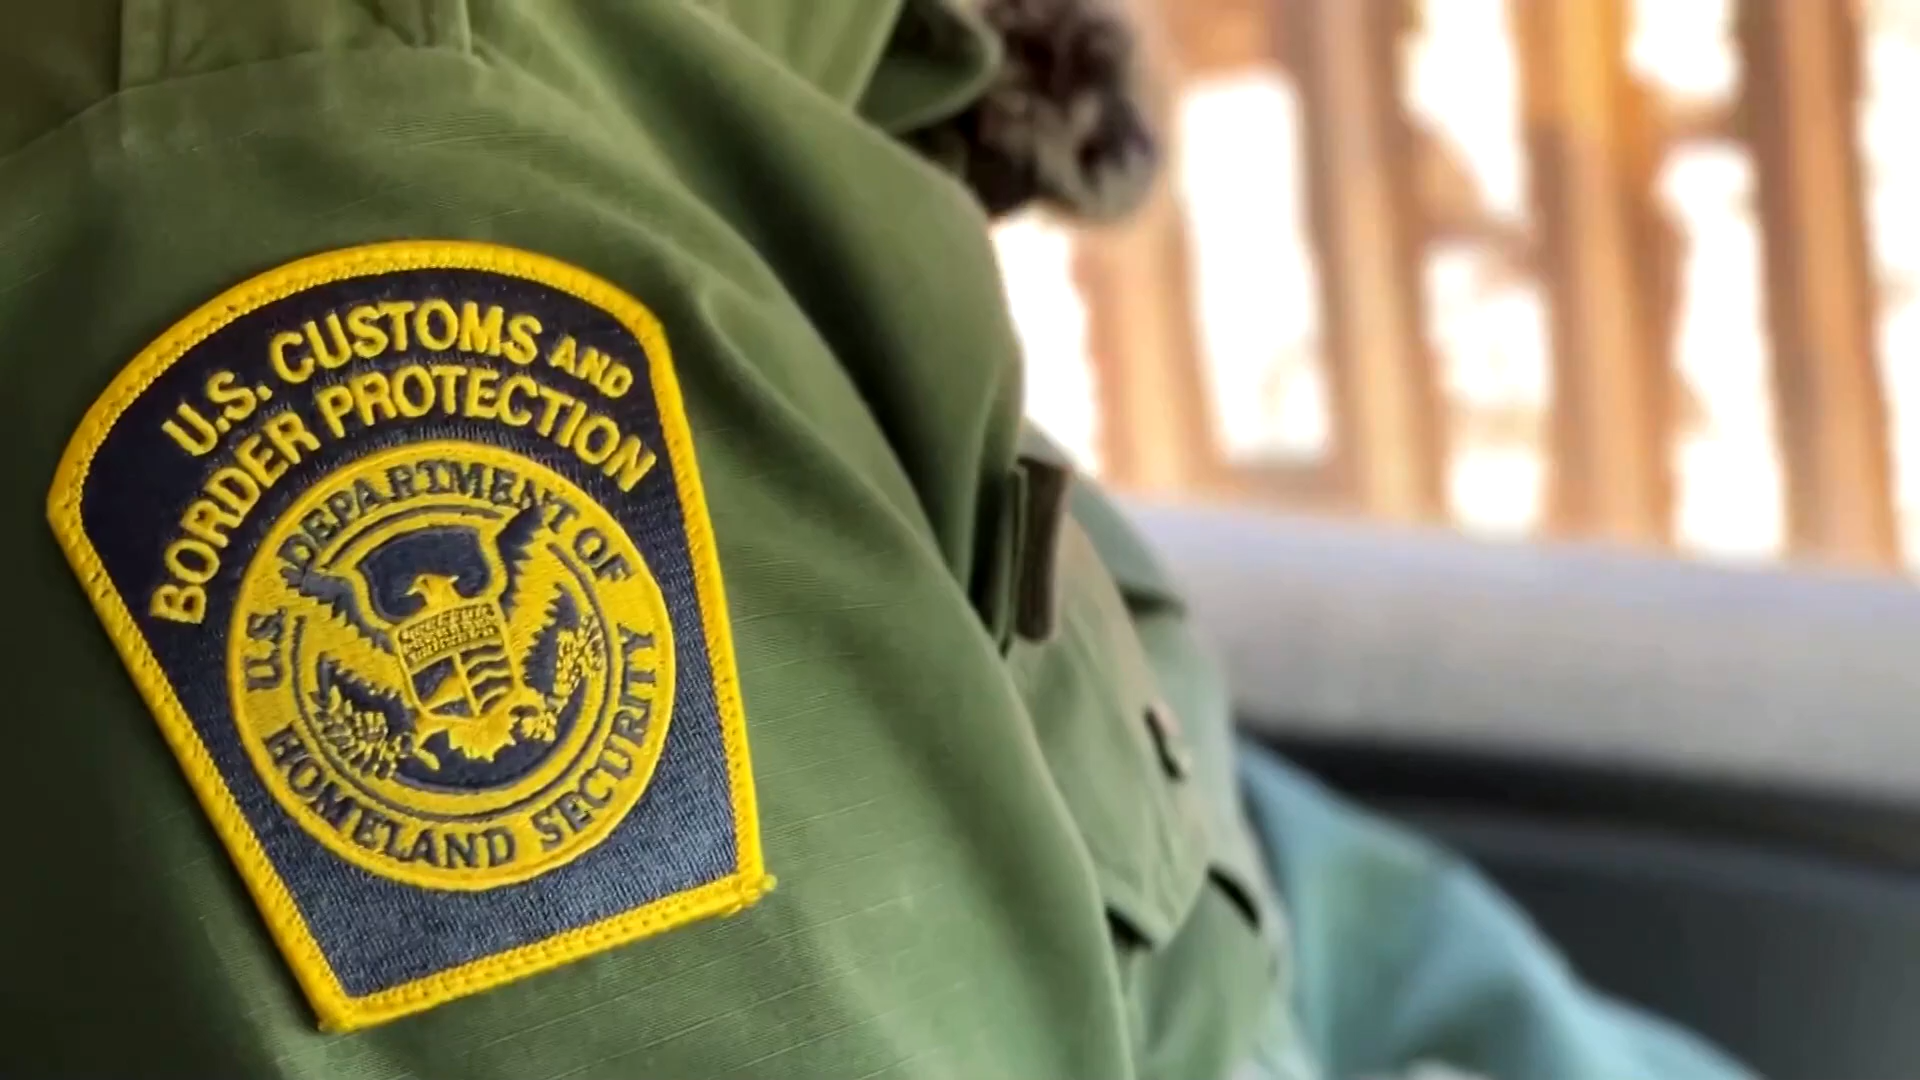 U.S. CUSTOMS AND
BORDER PROTECTION
U.S. DEPARTMENT OF
HOMELAND SECURITY